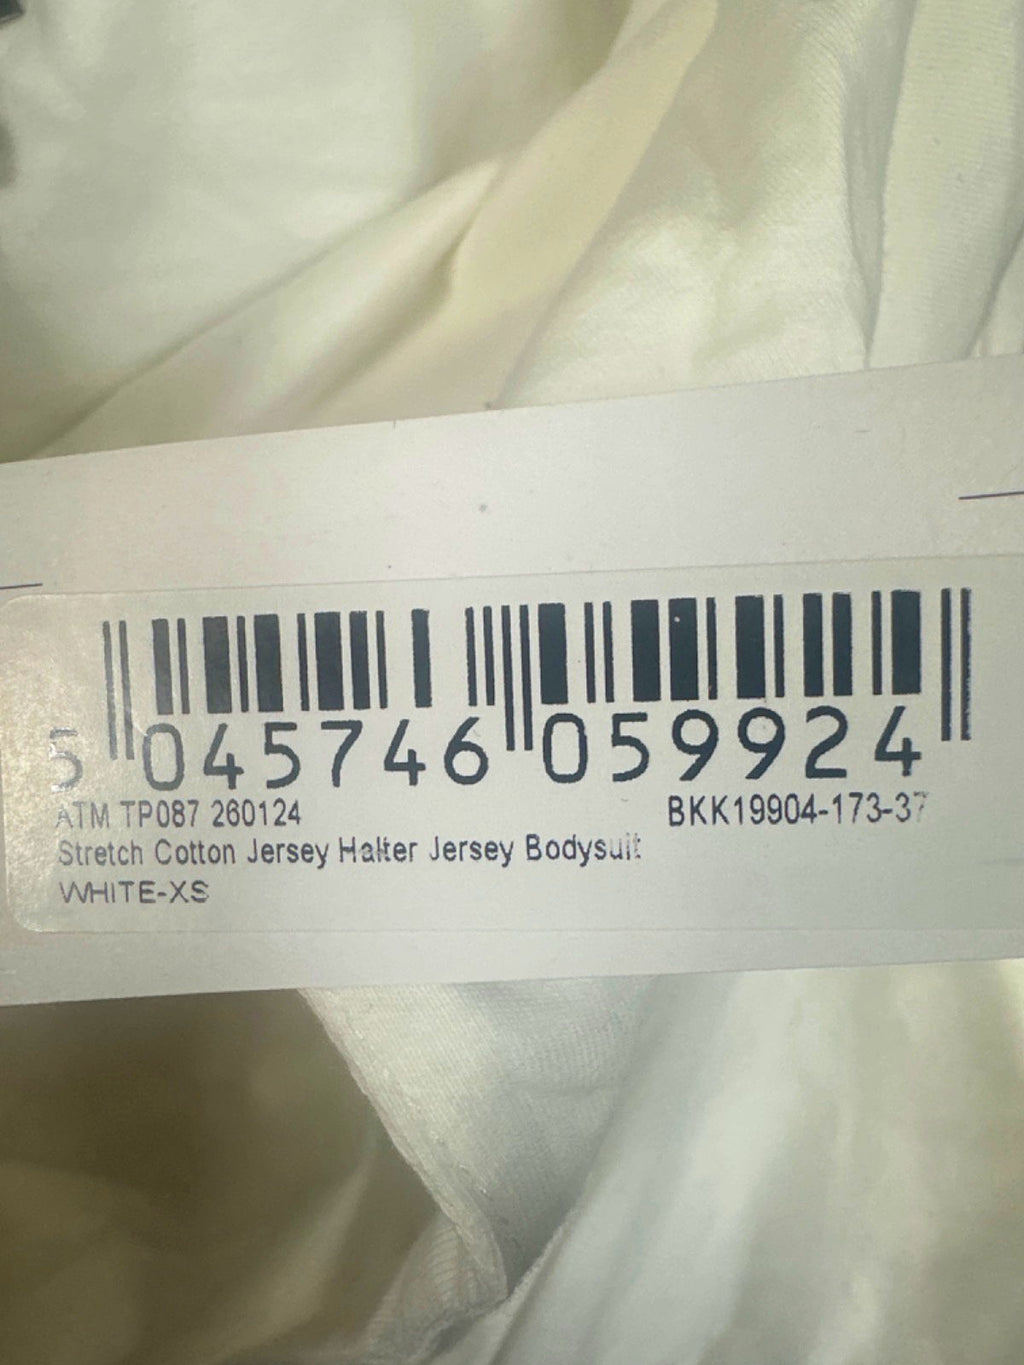 5 045746 059924
ATM TP087 260124 BKK19904-173-37
Stretch Cotton Jersey Halter Jersey Bodysuit
WHITE-XS